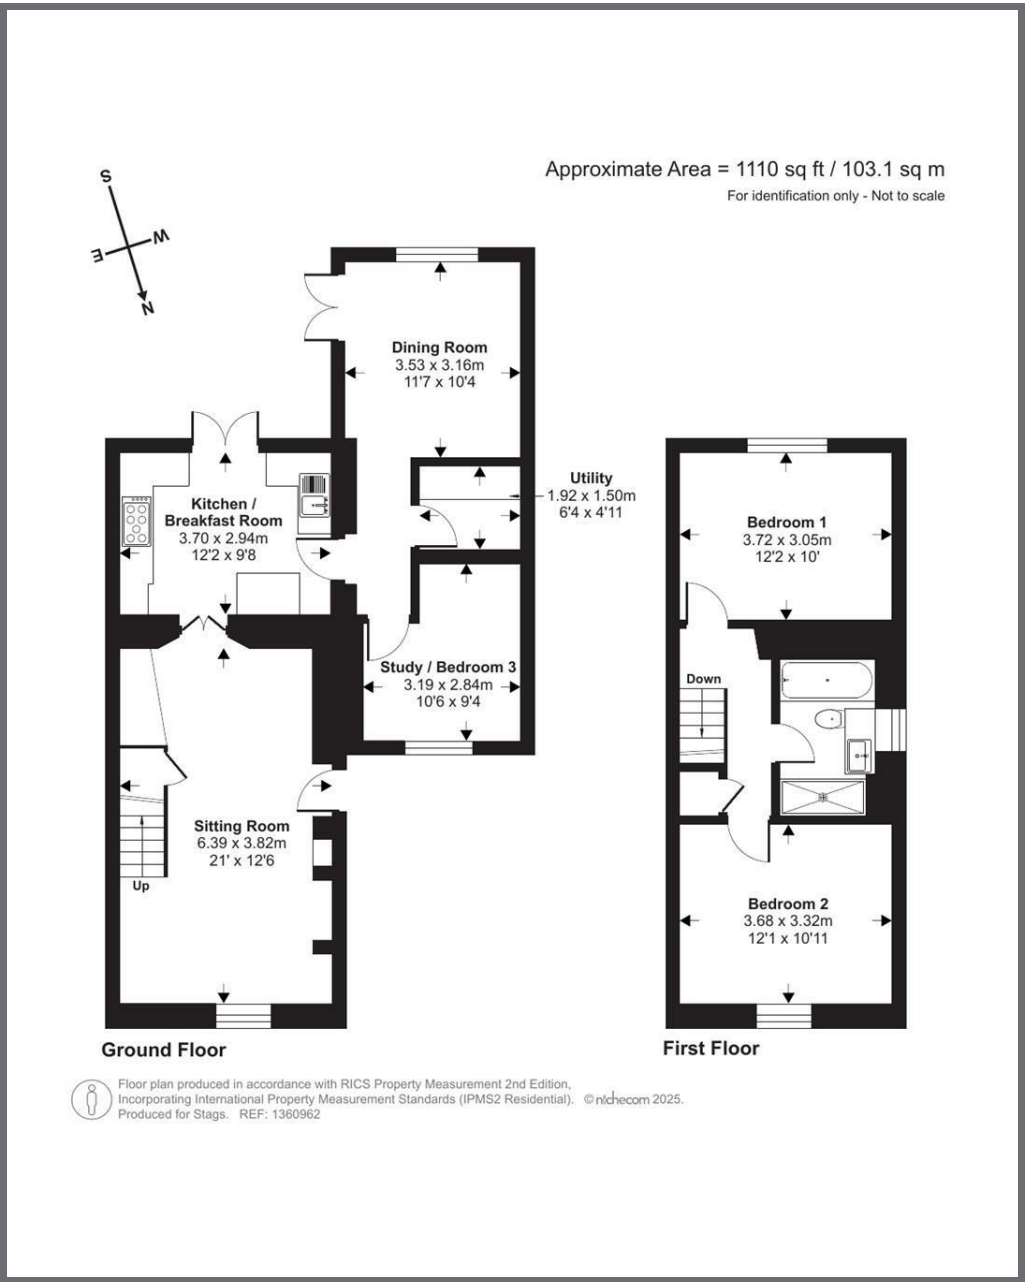 Approximate Area = 1110 sq ft / 103.1 sq m
For identification only - Not to scale
S
W
E
N
Dining Room
3.53 x 3.16m
11'7 x 10'4
Utility
1.92 x 1.50m
6'4 x 4'11
Kitchen /
Breakfast Room
3.70 x 2.94m
12'2 x 9'8
Study / Bedroom 3
3.19 x 2.84m
10'6 x 9'4
Sitting Room
6.39 x 3.82m
21' x 12'6
Up
Ground Floor
Bedroom 1
3.72 x 3.05m
12'2 x 10'
Down
Bedroom 2
3.68 x 3.32m
12'1 x 10'11
First Floor
Floor plan produced in accordance with RICS Property Measurement 2nd Edition,
Incorporating International Property Measurement Standards (IPMS2 Residential). © nichecom 2025.
Produced for Stags. REF: 1360962